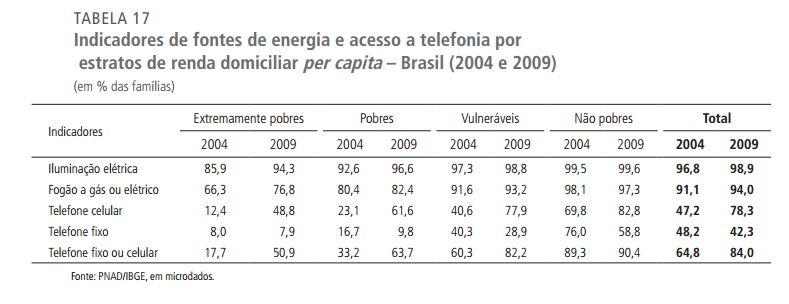 TABELA 17
Indicadores de fontes de energia e acesso a telefonia por
estratos de renda domiciliar per capita – Brasil (2004 e 2009)
(em % das famílias)
Indicadores Extremamente pobres Pobres Vulneráveis Não pobres Total
2004 2009 2004 2009 2004 2009 2004 2009 2004 2009
Iluminação elétrica 85,9 94,3 92,6 96,6 97,3 98,8 99,5 99,6 96,8 98,9
Fogão a gás ou elétrico 66,3 76,8 80,4 82,4 91,6 93,2 98,1 97,3 91,1 94,0
Telefone celular 12,4 48,8 23,1 61,6 40,6 77,9 69,8 82,8 47,2 78,3
Telefone fixo 8,0 7,9 16,7 9,8 40,3 28,9 76,0 58,8 48,2 42,3
Telefone fixo ou celular 17,7 50,9 33,2 63,7 60,3 82,2 89,3 90,4 64,8 84,0
Fonte: PNAD/IBGE, em microdados.